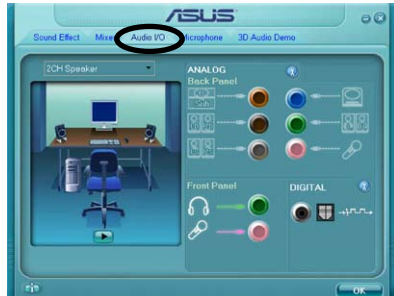 ASUS
Sound Effect Mixer Audio I/O Microphone 3D Audio Demo
2CH Speaker
ANALOG
Back Panel
Front Panel
DIGITAL
OK